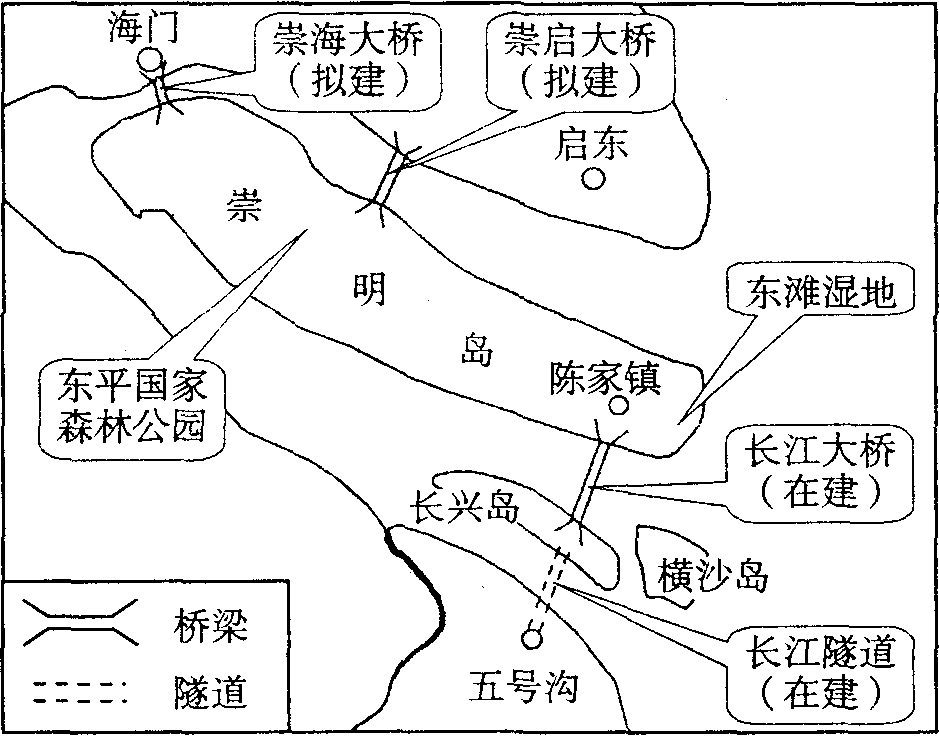 海门
崇海大桥
（拟建）
崇启大桥
（拟建）
启东
崇
明
岛
东滩湿地
东平国家
森林公园
陈家镇
长江大桥
（在建）
长兴岛
横沙岛
桥梁
隧道
五号沟
长江隧道
（在建）